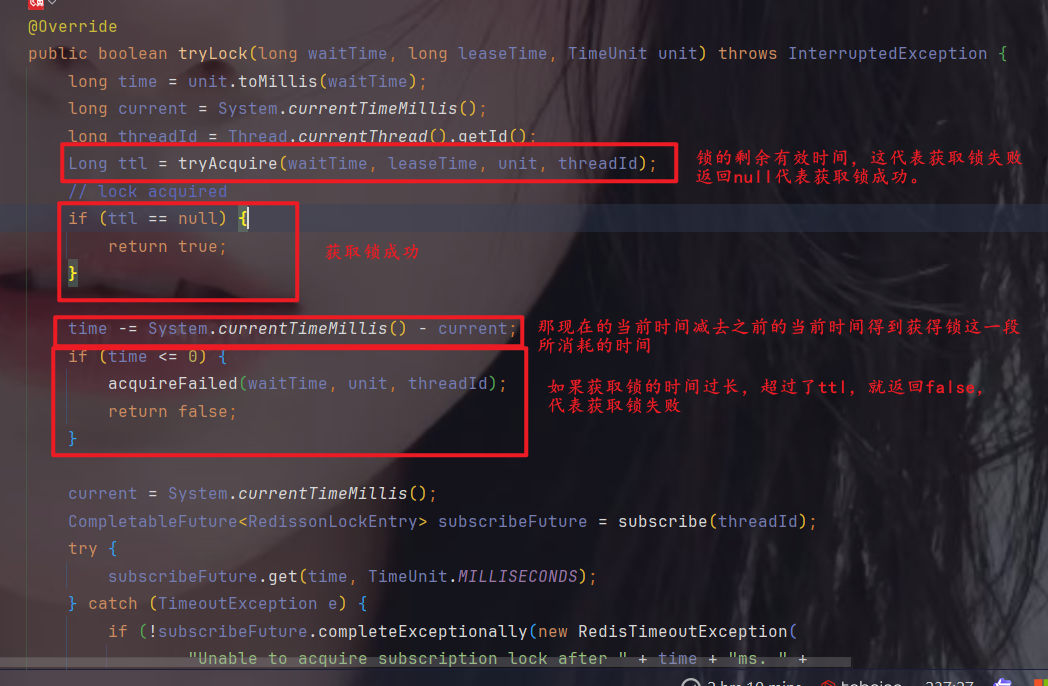 @Override
public boolean tryLock(long waitTime, long leaseTime, TimeUnit unit) throws InterruptedException {
long time = unit.toMillis(waitTime);
long current = System.currentTimeMillis();
long threadId = Thread.currentThread().getId();
Long ttl = tryAcquire(waitTime, leaseTime, unit, threadId);
锁的剩余有效时间，这代表获取锁失败
返回null代表获取锁成功。
// lock acquired
if (ttl == null) {
return true;
获取锁成功
}
time -= System.currentTimeMillis() - current;
那现在的当前时间减去之前的当前时间得到获得锁这一段
所消耗的时间
if (time <= 0) {
acquireFailed(waitTime, unit, threadId);
return false;
}
如果获取锁的时间过长，超过了ttl，就返回false，
代表获取锁失败
current = System.currentTimeMillis();
CompletableFuture<RedissonLockEntry> subscribeFuture = subscribe(threadId);
try {
subscribeFuture.get(time, TimeUnit.MILLISECONDS);
} catch (TimeoutException e) {
if (!subscribeFuture.completeExceptionally(new RedisTimeoutException(
"Unable to acquire subscription lock after " + time + "ms. " +